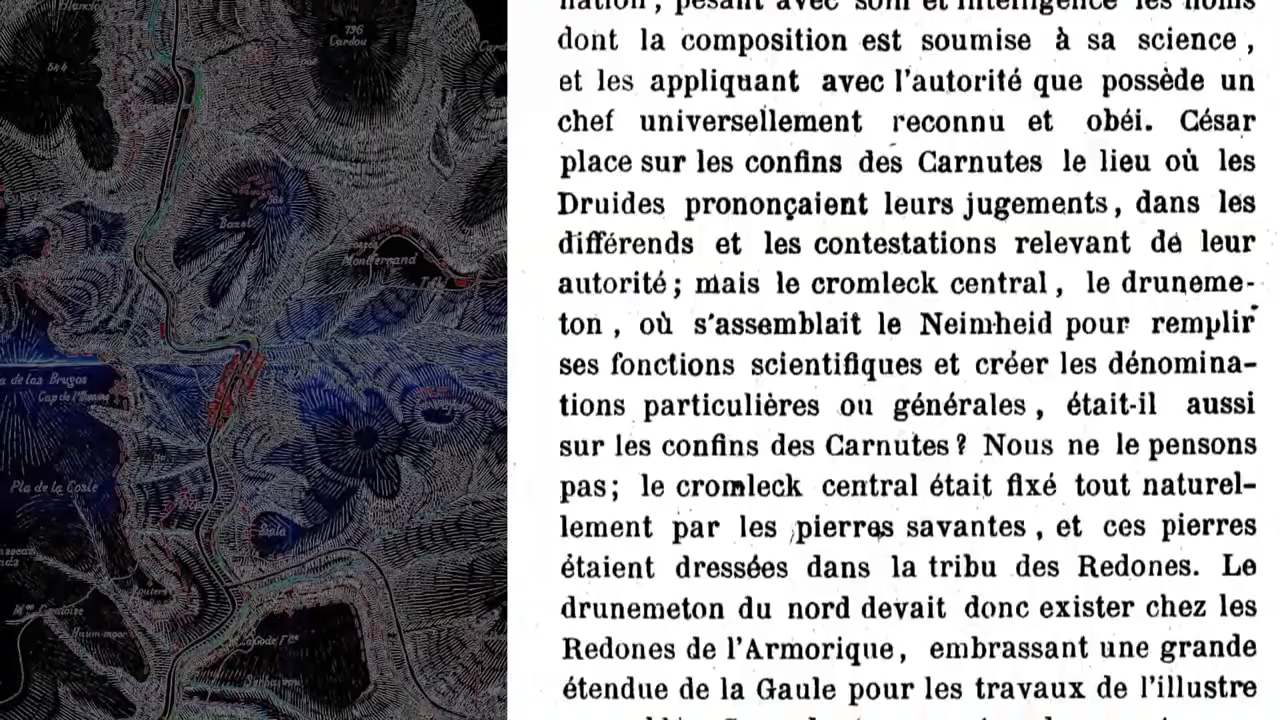 544
736
Cardou
Bazel
Montferrand
Pla de la Coste
dont la composition est soumise à sa science,
et les appliquant avec l'autorité que possède un
chef universellement reconnu et obéi. César
place sur les confins des Carnutes le lieu où les
Druides prononçaient leurs jugements, dans les
différends et les contestations relevant de leur
autorité; mais le cromleck central, le druneme-
ton, où s'assemblait le Neimheid pour remplir
ses fonctions scientifiques et créer les dénomina-
tions particulières ou générales, était-il aussi
sur les confins des Carnutes? Nous ne le pensons
pas; le cromleck central était fixé tout naturel-
lement par les pierres savantes, et ces pierres
étaient dressées dans la tribu des Redones. Le
drunemeton du nord devait donc exister chez les
Redones de l'Armorique, embrassant une grande
étendue de la Gaule pour les travaux de l'illustre